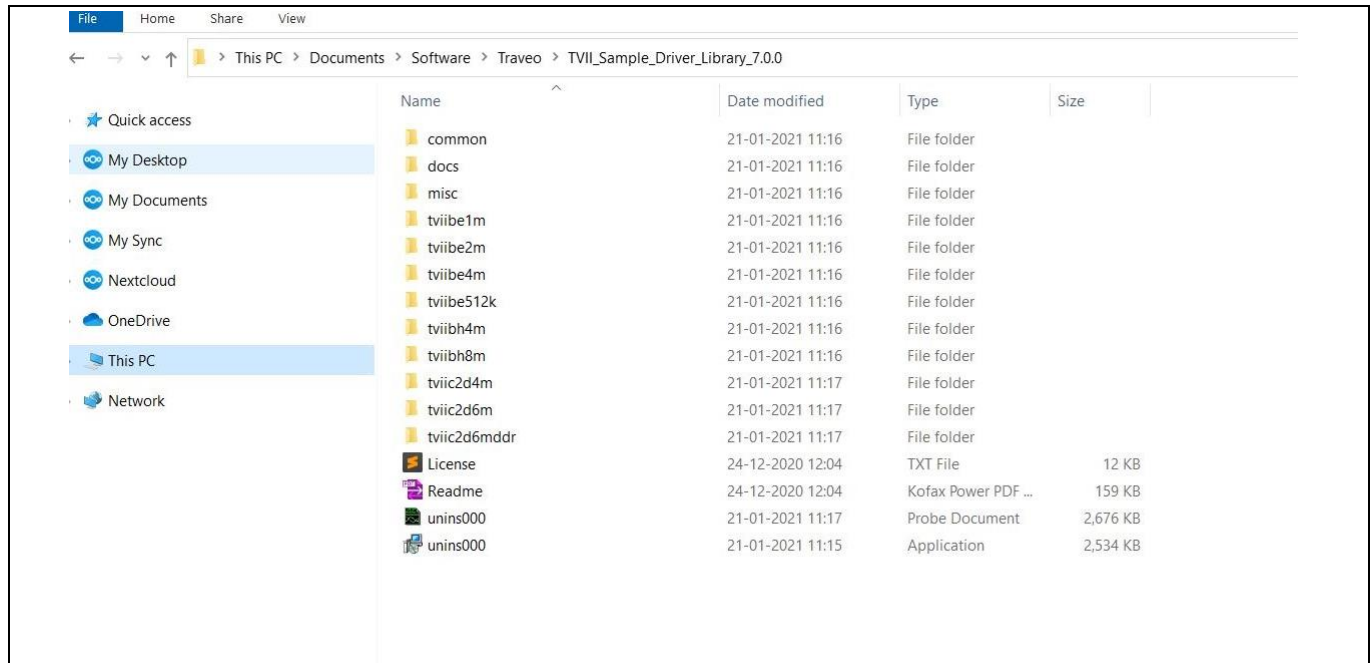 File Home Share View
This PC > Documents > Software > Traveo > TVII_Sample_Driver_Library_7.0.0
Name Date modified Type Size
Quick access
My Desktop
My Documents
My Sync
Nextcloud
OneDrive
This PC
Network
common 21-01-2021 11:16 File folder
docs 21-01-2021 11:16 File folder
misc 21-01-2021 11:16 File folder
tviibe1m 21-01-2021 11:16 File folder
tviibe2m 21-01-2021 11:16 File folder
tviibe4m 21-01-2021 11:16 File folder
tviibe512k 21-01-2021 11:16 File folder
tviibh4m 21-01-2021 11:16 File folder
tviibh8m 21-01-2021 11:16 File folder
tviic2d4m 21-01-2021 11:17 File folder
tviic2d6m 21-01-2021 11:17 File folder
tviic2d6mddr 21-01-2021 11:17 File folder
License 24-12-2020 12:04 TXT File 12 KB
Readme 24-12-2020 12:04 Kofax Power PDF ... 159 KB
unins000 21-01-2021 11:17 Probe Document 2,676 KB
unins000 21-01-2021 11:15 Application 2,534 KB